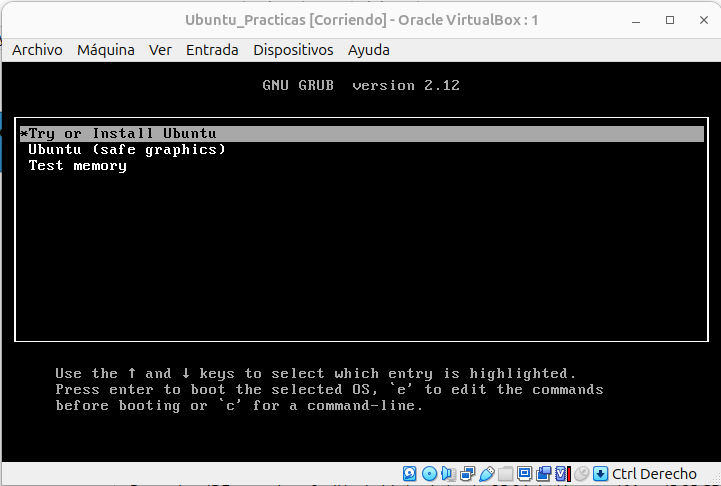 Ubuntu_Practicas [Corriendo] - Oracle VirtualBox : 1
Archivo Máquina Ver Entrada Dispositivos Ayuda
GNU GRUB version 2.12
*Try or Install Ubuntu
Ubuntu (safe graphics)
Test memory
Use the ↑ and ↓ keys to select which entry is highlighted.
Press enter to boot the selected OS, `e' to edit the commands
before booting or `c' for a command-line.
Ctrl Derecho